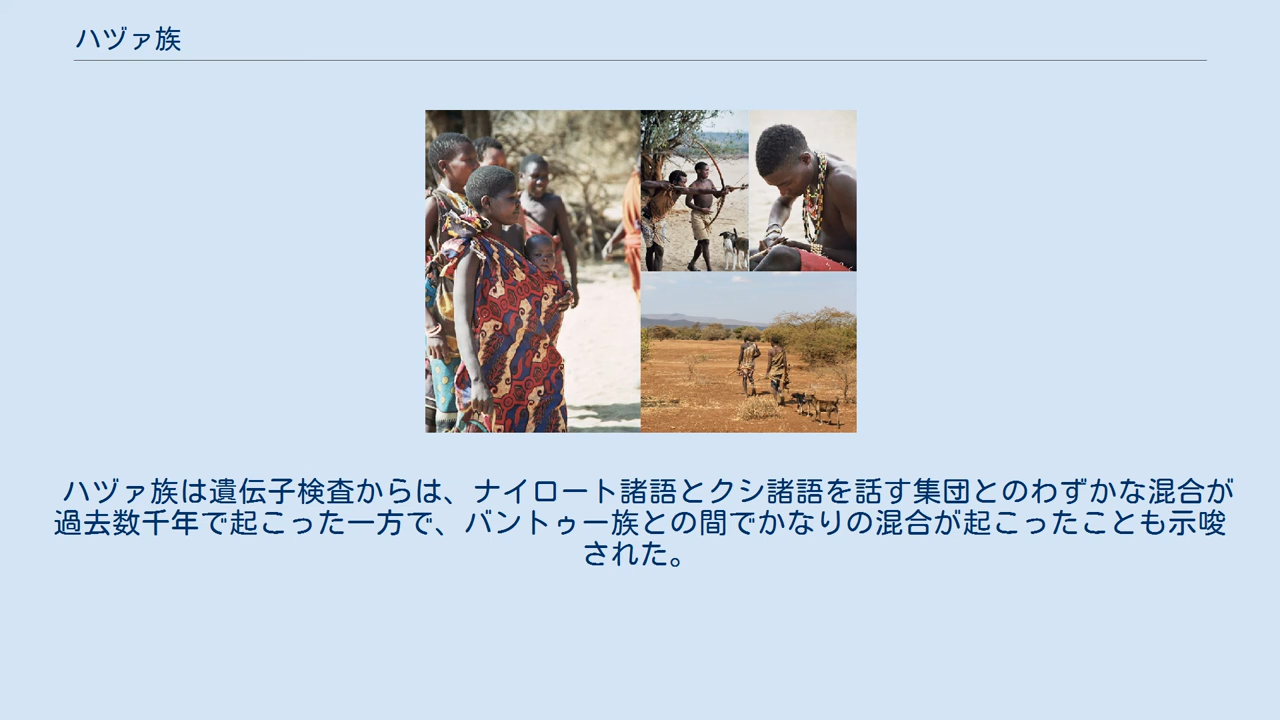 ハヅァ族
ハヅァ族は遺伝子検査からは、ナイロート諸語とクシ諸語を話す集団とのわずかな混合が
過去数千年で起こった一方で、バントゥー族との間でかなりの混合が起こったことも示唆
された。